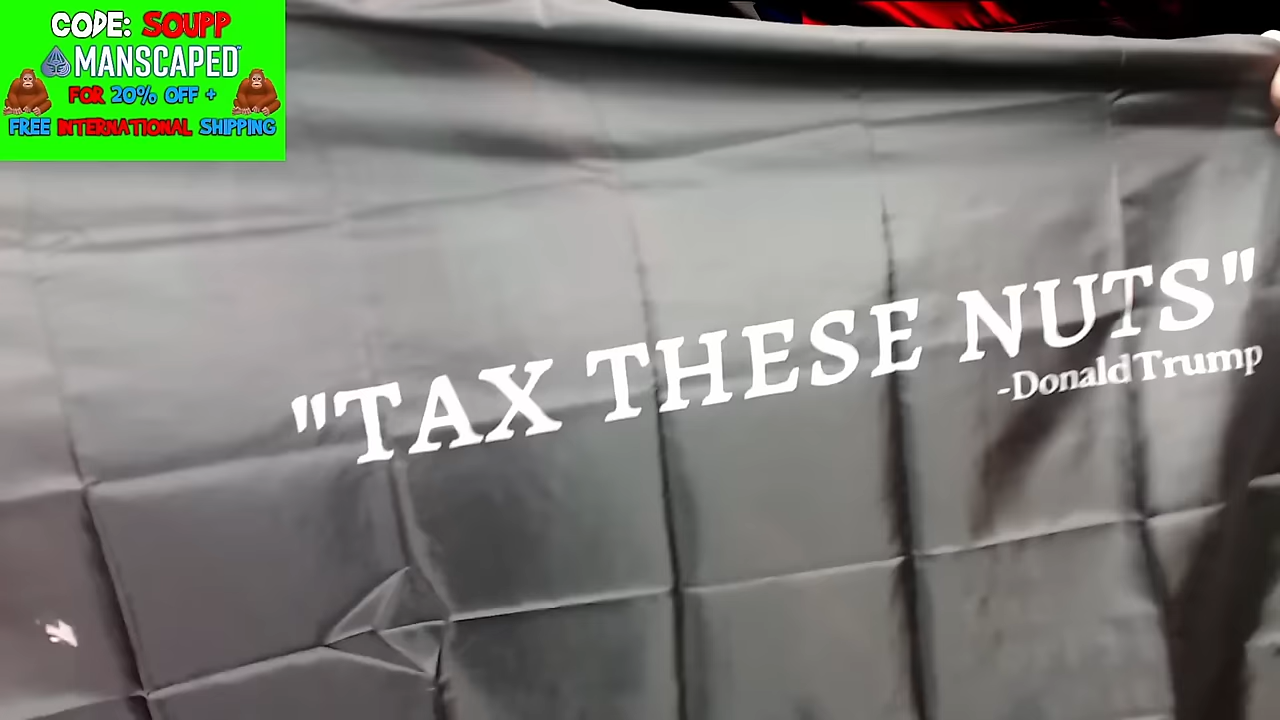 CODE: SOUPP
MANSCAPED
FOR 20% OFF +
FREE INTERNATIONAL SHIPPING
"TAX THESE NUTS"
-Donald Trump